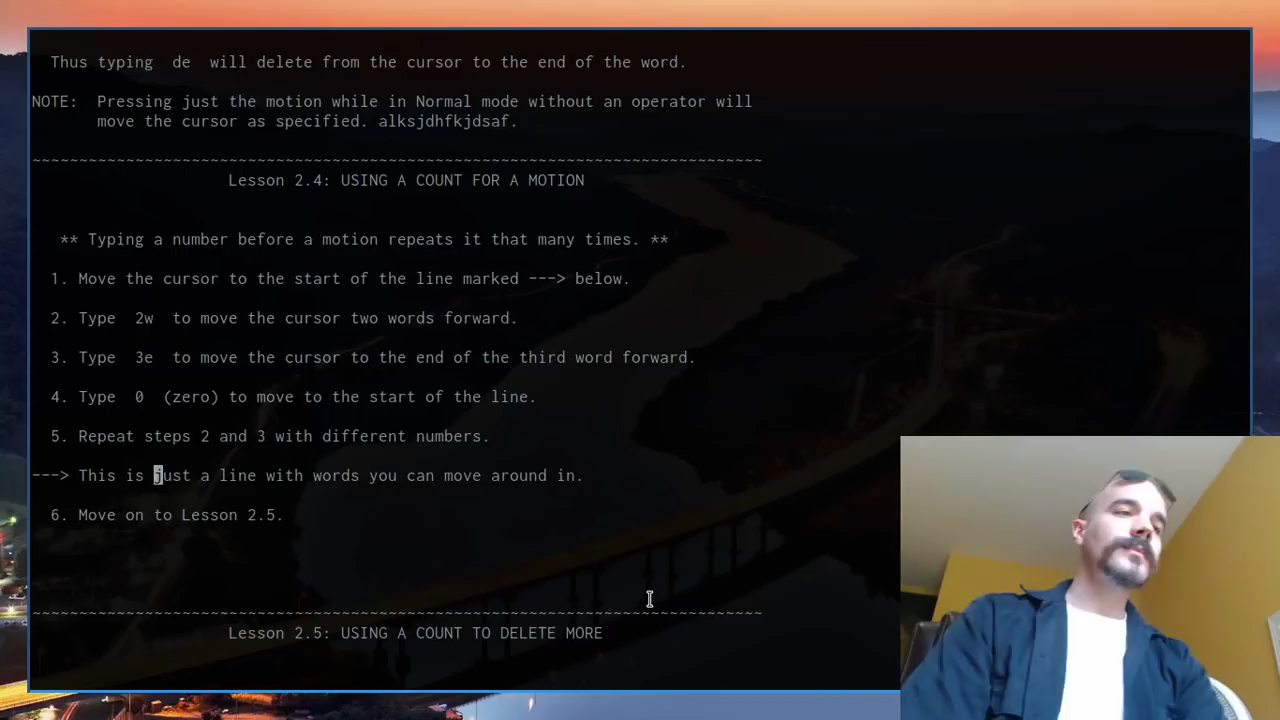 Thus typing  de  will delete from the cursor to the end of the word.
NOTE:  Pressing just the motion while in Normal mode without an operator will
move the cursor as specified. alksjdhfkjdsaf.
~~~~~~~~~~~~~~~~~~~~~~~~~~~~~~~~~~~~~~~~~~~~~~~~~~~~~~~~~~~~~~~~~~~~~~~~~~~~~~
Lesson 2.4: USING A COUNT FOR A MOTION
** Typing a number before a motion repeats it that many times. **
1. Move the cursor to the start of the line marked ---> below.
2. Type  2w  to move the cursor two words forward.
3. Type  3e  to move the cursor to the end of the third word forward.
4. Type  0  (zero) to move to the start of the line.
5. Repeat steps 2 and 3 with different numbers.
---> This is just a line with words you can move around in.
6. Move on to Lesson 2.5.
~~~~~~~~~~~~~~~~~~~~~~~~~~~~~~~~~~~~~~~~~~~~~~~~~~~~~~~~~~~~~~~~~~~~~~~~~~~~~~
Lesson 2.5: USING A COUNT TO DELETE MORE